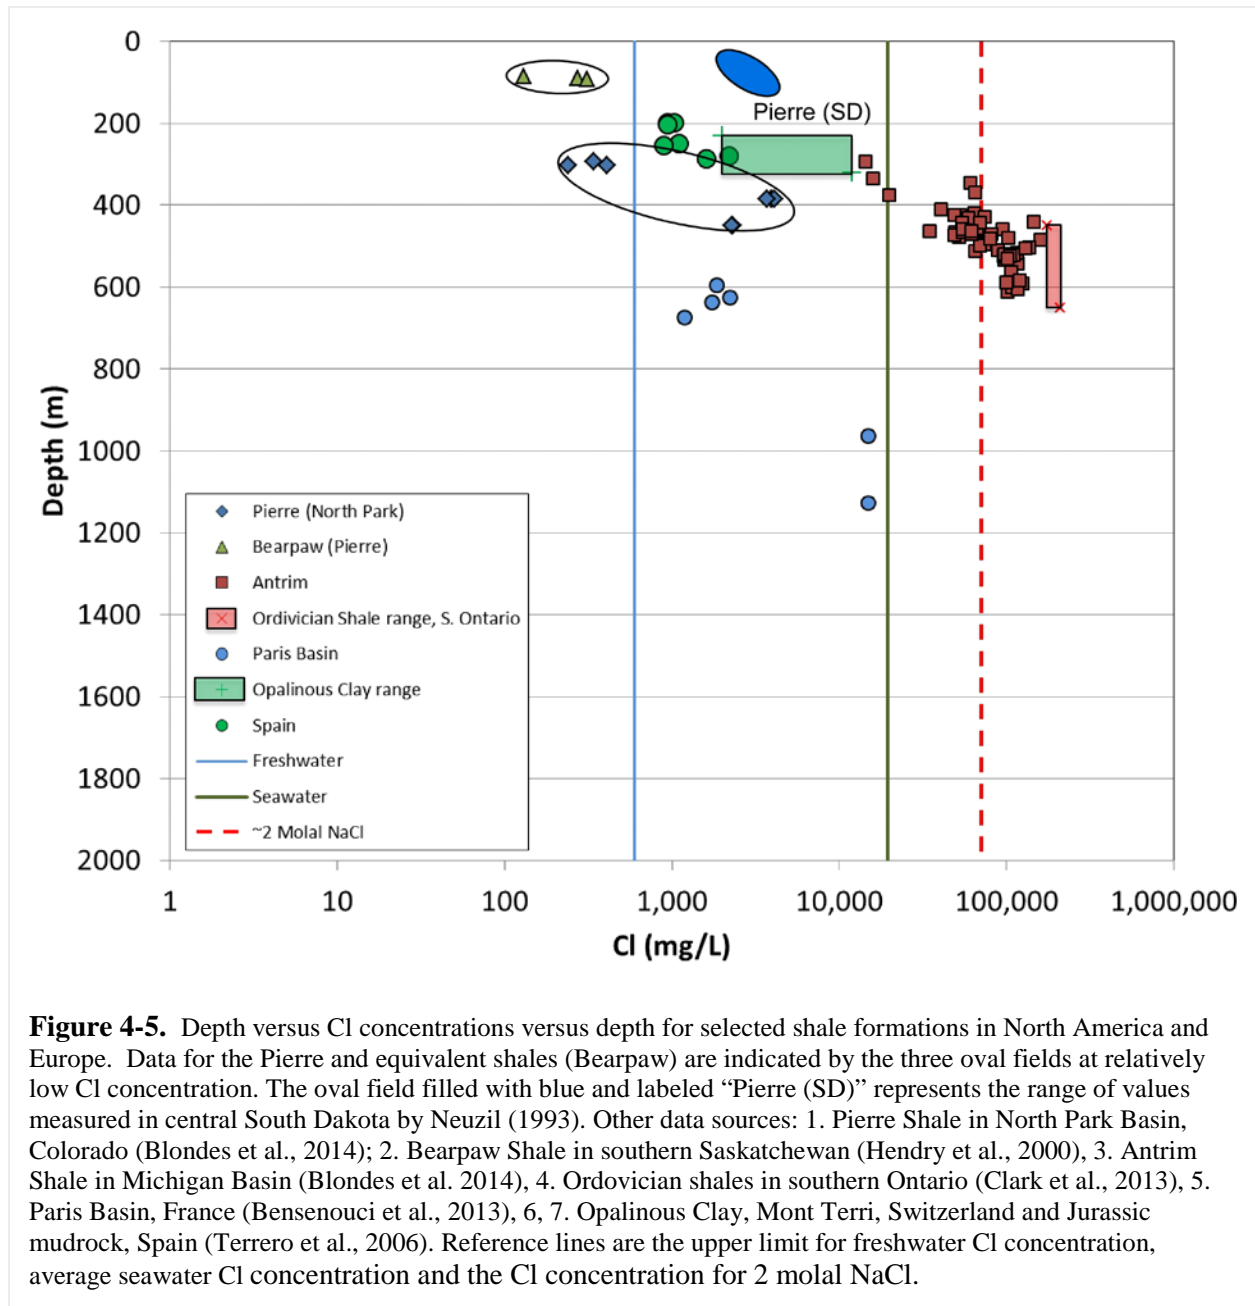 0
200
400
600
800
1000
1200
1400
1600
1800
2000
Depth (m)
Pierre (SD)
Pierre (North Park)
Bearpaw (Pierre)
Antrim
Ordivician Shale range, S. Ontario
Paris Basin
Opalinous Clay range
Spain
Freshwater
Seawater
~2 Molal NaCl
1 10 100 1,000 10,000 100,000 1,000,000
Cl (mg/L)
Figure 4-5. Depth versus Cl concentrations versus depth for selected shale formations in North America and
Europe. Data for the Pierre and equivalent shales (Bearpaw) are indicated by the three oval fields at relatively
low Cl concentration. The oval field filled with blue and labeled “Pierre (SD)” represents the range of values
measured in central South Dakota by Neuzil (1993). Other data sources: 1. Pierre Shale in North Park Basin,
Colorado (Blondes et al., 2014); 2. Bearpaw Shale in southern Saskatchewan (Hendry et al., 2000), 3. Antrim
Shale in Michigan Basin (Blondes et al. 2014), 4. Ordovician shales in southern Ontario (Clark et al., 2013), 5.
Paris Basin, France (Bensenouci et al., 2013), 6, 7. Opalinous Clay, Mont Terri, Switzerland and Jurassic
mudrock, Spain (Terrero et al., 2006). Reference lines are the upper limit for freshwater Cl concentration,
average seawater Cl concentration and the Cl concentration for 2 molal NaCl.